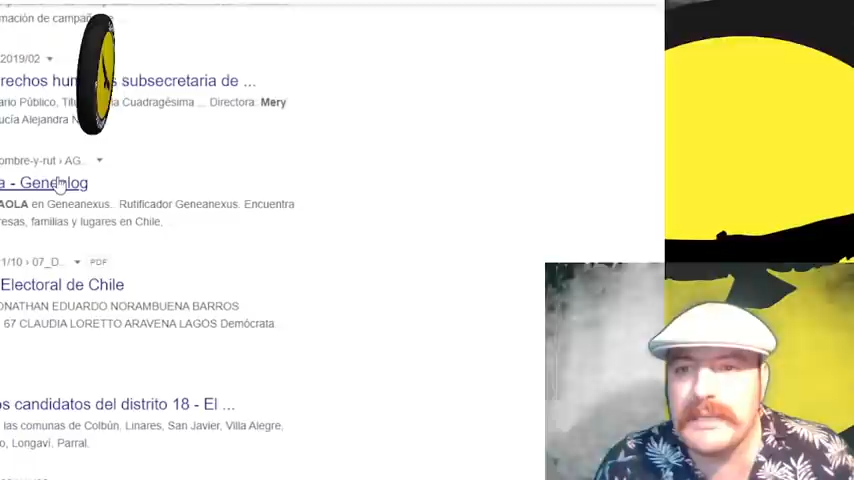 rmación de campañ
2019/02
rechos hum s subsecretaria de ...
ario Público, Titu a Cuadragésima ... Directora. Mery
ucía Alejandra N
ombre-y-rut › AG..
a - Genealog
AOLA en Geneanexus.. Rutificador Geneanexus. Encuentra
resas, familias y lugares en Chile,
1/10 › 07_D.. PDF
Electoral de Chile
ONATHAN EDUARDO NORAMBUENA BARROS
67 CLAUDIA LORETTO ARAVENA LAGOS Demócrata
os candidatos del distrito 18 - El ...
las comunas de Colbún, Linares, San Javier, Villa Alegre,
o, Longaví, Parral.